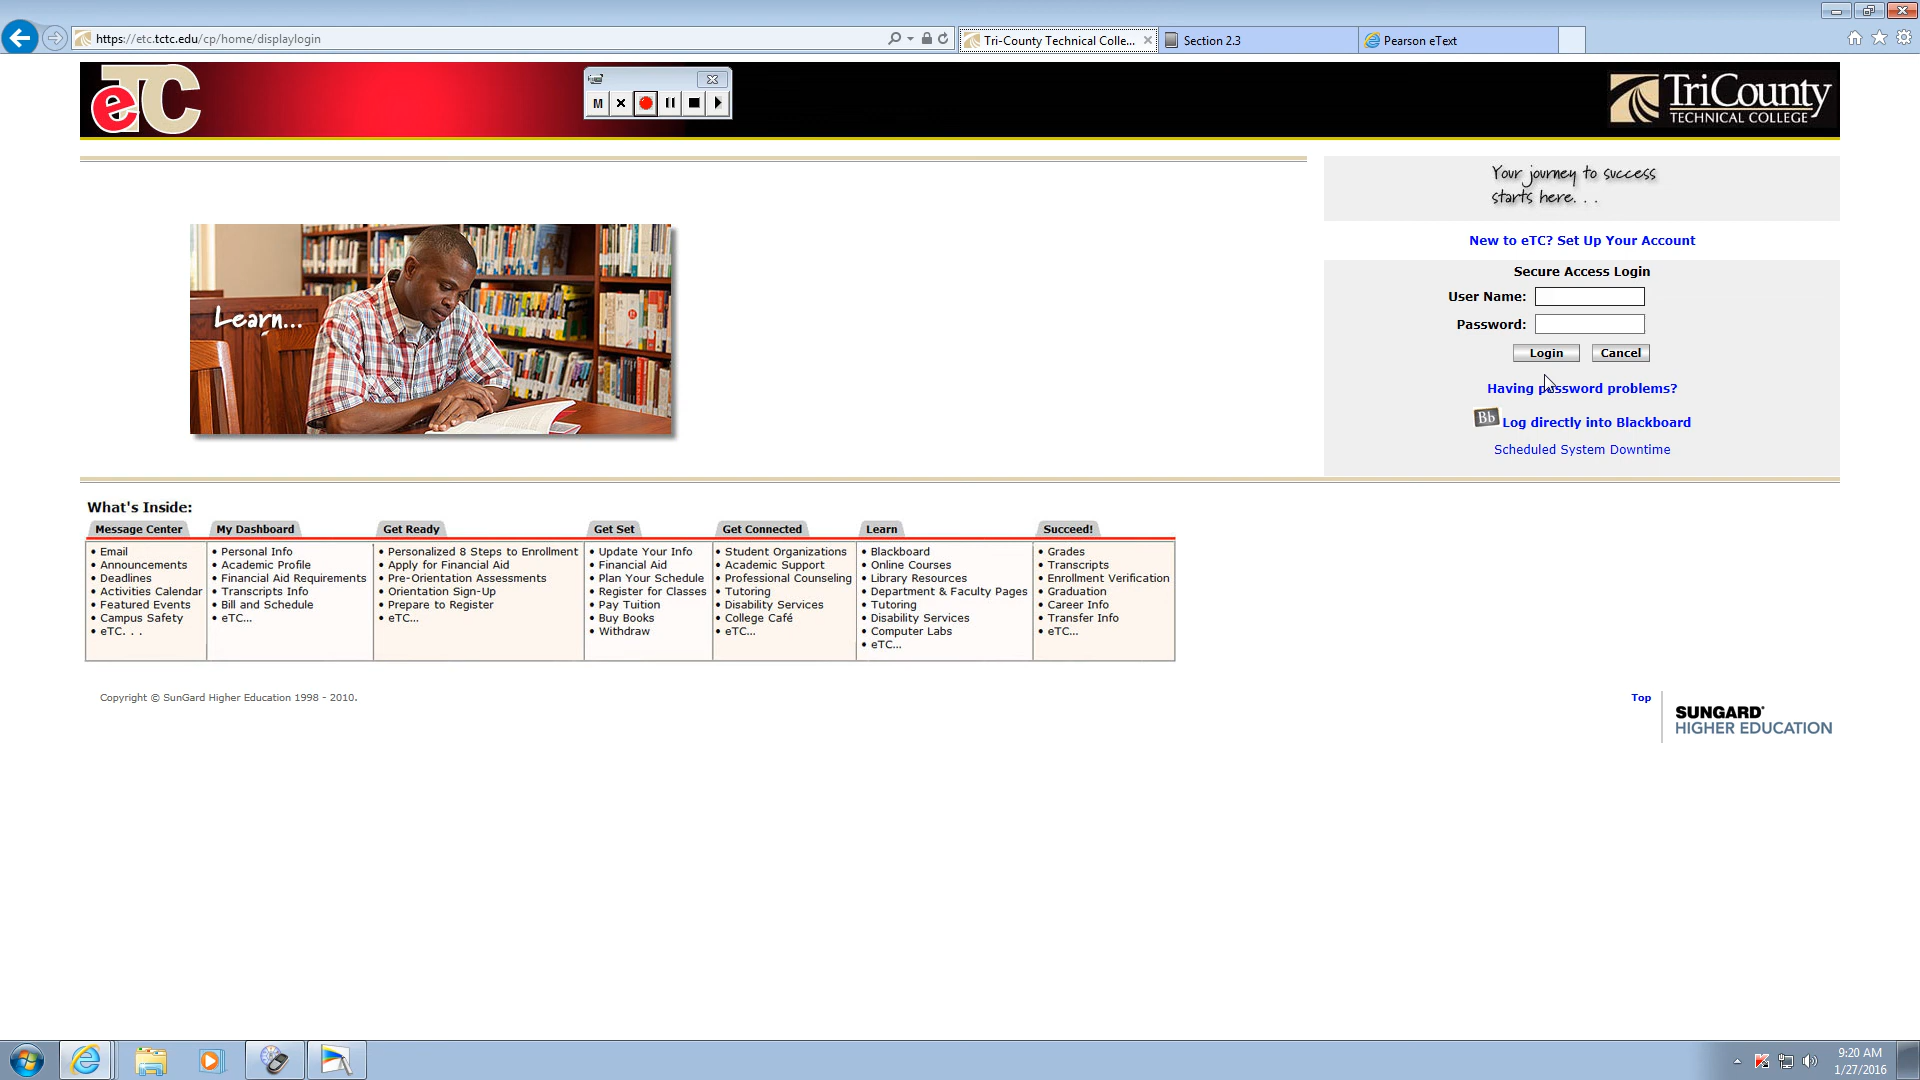 https://etc.tctc.edu/cp/home/displaylogin
Tri-County Technical Colle...
Section 2.3
Pearson eText
M
eTC
TriCounty
TECHNICAL COLLEGE
Your journey to success
starts here. . .
New to eTC? Set Up Your Account
Secure Access Login
User Name:
Password:
Login Cancel
Having password problems?
Bb Log directly into Blackboard
Scheduled System Downtime
Learn...
What's Inside:
Message Center
• Email
• Announcements
• Deadlines
• Activities Calendar
• Featured Events
• Campus Safety
• eTC. . .
My Dashboard
• Personal Info
• Academic Profile
• Financial Aid Requirements
• Transcripts Info
• Bill and Schedule
• eTC...
Get Ready
• Personalized 8 Steps to Enrollment
• Apply for Financial Aid
• Pre-Orientation Assessments
• Orientation Sign-Up
• Prepare to Register
• eTC...
Get Set
• Update Your Info
• Financial Aid
• Plan Your Schedule
• Register for Classes
• Pay Tuition
• Buy Books
• Withdraw
Get Connected
• Student Organizations
• Academic Support
• Professional Counseling
• Tutoring
• Disability Services
• College Café
• eTC...
Learn
• Blackboard
• Online Courses
• Library Resources
• Department & Faculty Pages
• Tutoring
• Disability Services
• Computer Labs
• eTC...
Succeed!
• Grades
• Transcripts
• Enrollment Verification
• Graduation
• Career Info
• Transfer Info
• eTC...
Copyright © SunGard Higher Education 1998 - 2010.
Top
SUNGARD®
HIGHER EDUCATION
9:20 AM
1/27/2016